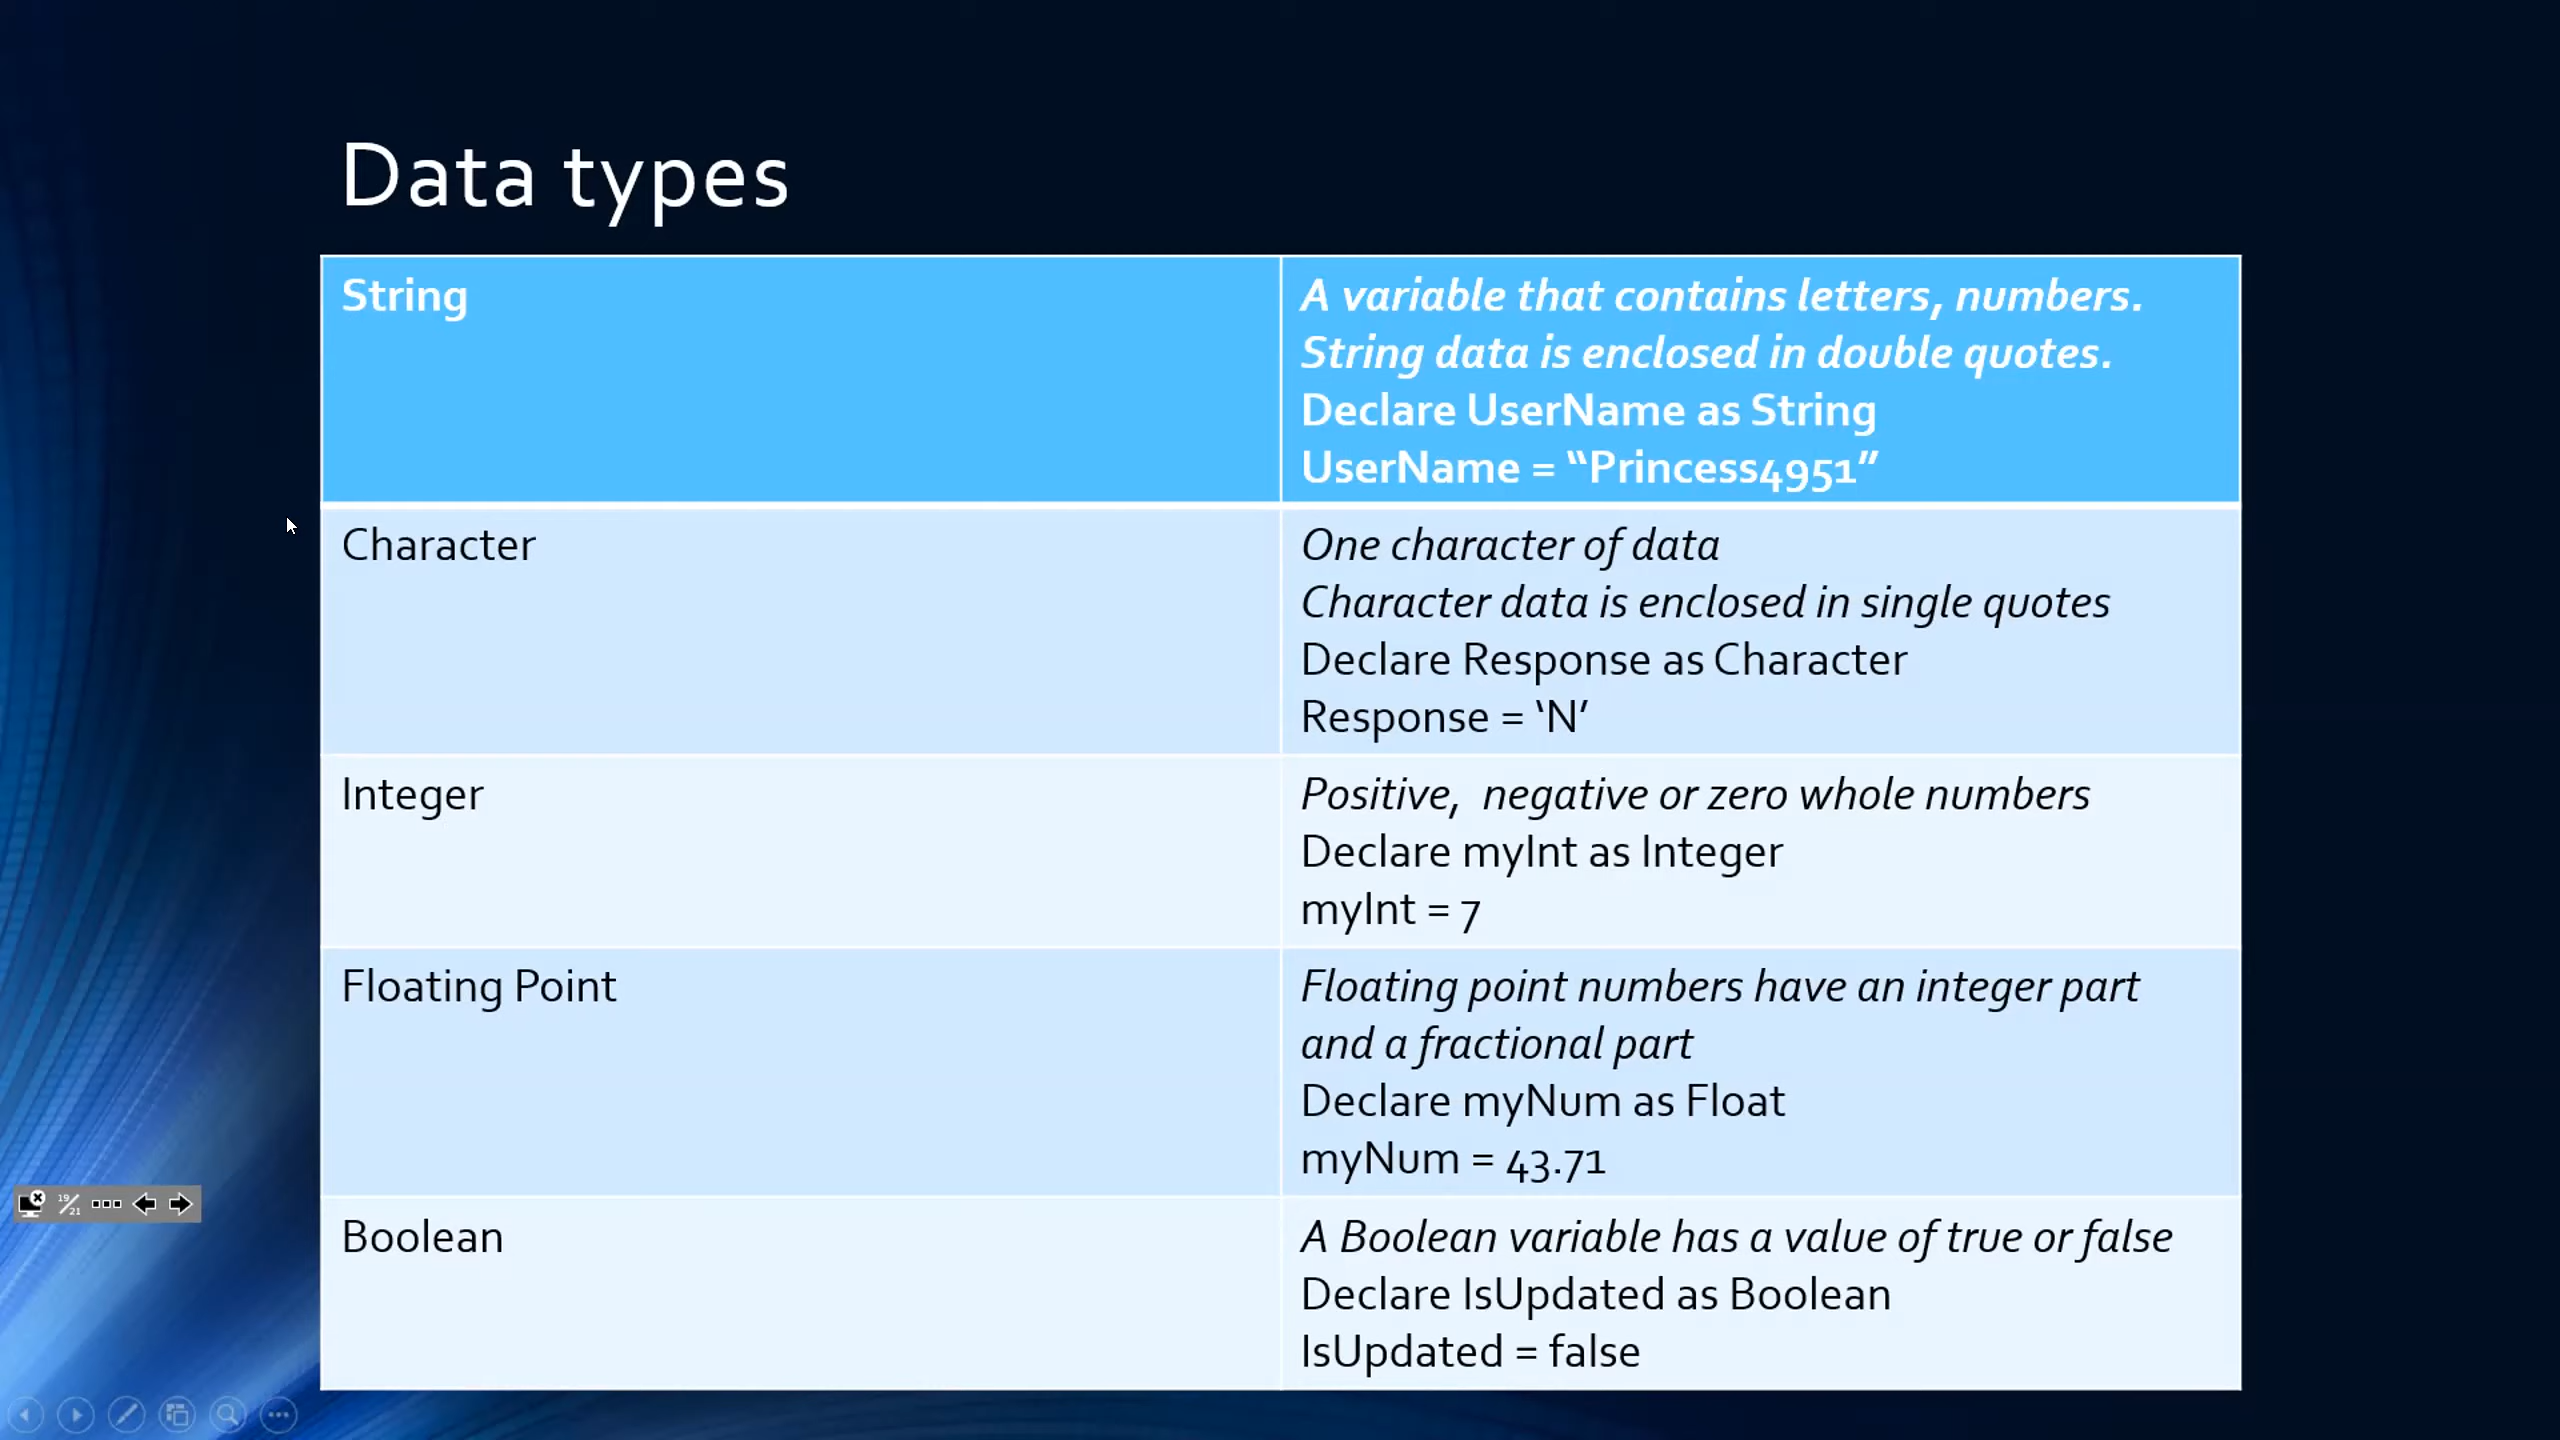 Data types
String
A variable that contains letters, numbers.
String data is enclosed in double quotes.
Declare UserName as String
UserName = “Princess4951”
Character
One character of data
Character data is enclosed in single quotes
Declare Response as Character
Response = ‘N’
Integer
Positive,  negative or zero whole numbers
Declare myInt as Integer
myInt = 7
Floating Point
Floating point numbers have an integer part
and a fractional part
Declare myNum as Float
myNum = 43.71
Boolean
A Boolean variable has a value of true or false
Declare IsUpdated as Boolean
IsUpdated = false
19/21